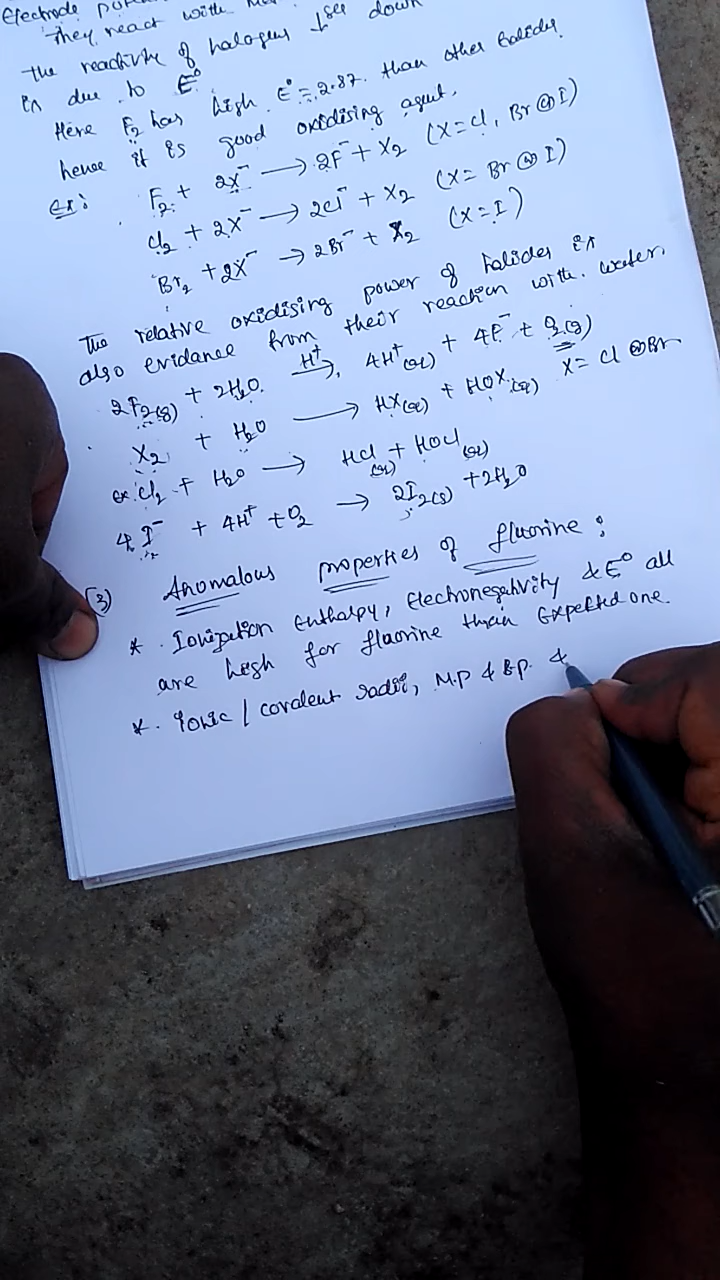 Electrode
They react with
the reactivity of halogens ↓ses down
is due to E°
Here F₂ has high E° = 2.87. than other halides.
hence it is good oxidising agent.
Ex: F₂ + 2X⁻ → 2F⁻ + X₂ (X = Cl, Br (or) I)
Cl₂ + 2X⁻ → 2Cl⁻ + X₂ (X = Br (or) I)
Br₂ + 2X⁻ → 2Br⁻ + X₂ (X = I)
The relative oxidising power of halides is
also evidance from their reaction with water.
2F₂(g) + 2H₂O H⁺→ 4H⁺(aq) + 4F⁻ + O₂(g)
X₂ + H₂O → HX(aq) + HOX(aq) X = Cl (or) Br
ex. Cl₂ + H₂O → HCl(aq) + HOCl(aq)
4I⁻ + 4H⁺ + O₂ → 2I₂(s) + 2H₂O
(3) Anomalous properties of fluorine :
* . Ionization Enthalpy, Electronegativity & E° all
are high for fluorine than Expected one.
* . Ionic / covalent radii, M.P & B.P. &